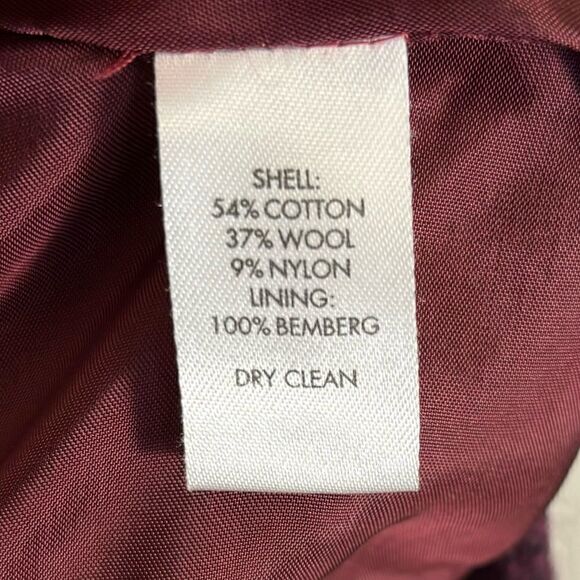 SHELL:
54% COTTON
37% WOOL
9% NYLON
LINING:
100% BEMBERG
DRY CLEAN